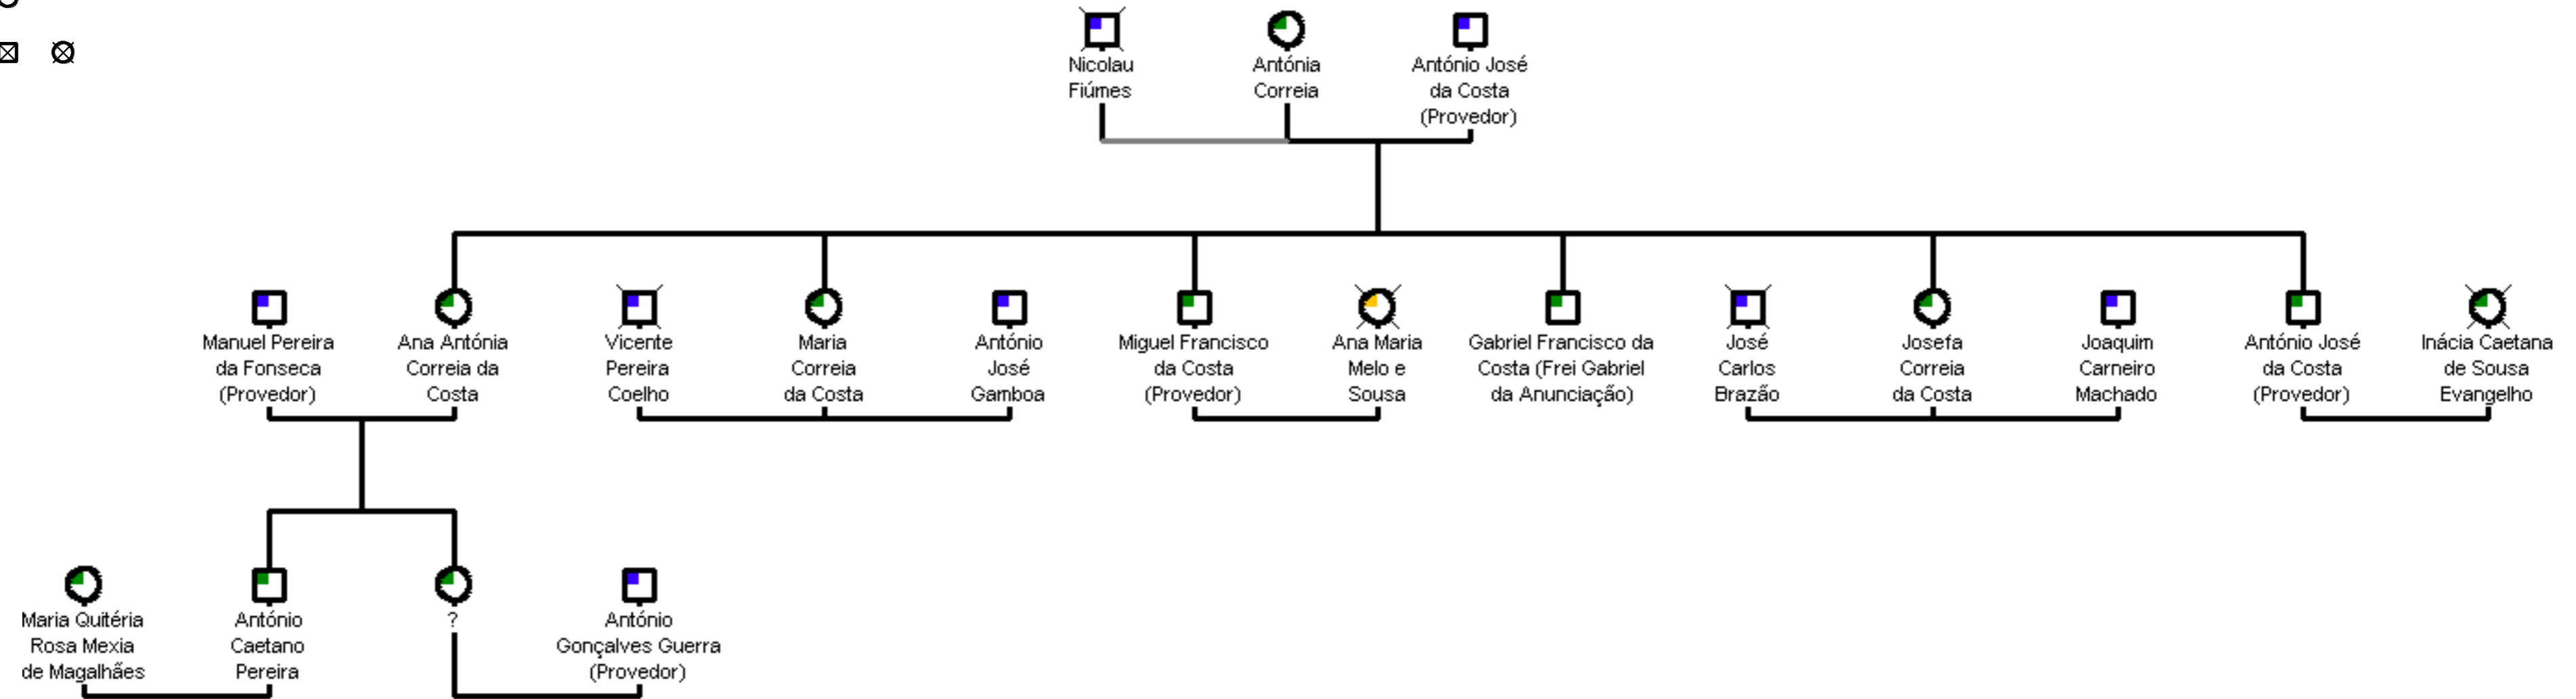 Nicolau
Fiúmes
Antónia
Correia
António José
da Costa
(Provedor)
Manuel Pereira
da Fonseca
(Provedor)
Ana Antónia
Correia da
Costa
Vicente
Pereira
Coelho
Maria
Correia
da Costa
António
José
Gamboa
Miguel Francisco
da Costa
(Provedor)
Ana Maria
Melo e
Sousa
Gabriel Francisco da
Costa (Frei Gabriel
da Anunciação)
José
Carlos
Brazão
Josefa
Correia
da Costa
Joaquim
Carneiro
Machado
António José
da Costa
(Provedor)
Inácia Caetana
de Sousa
Evangelho
Maria Quitéria
Rosa Mexia
de Magalhães
António
Caetano
Pereira
?
António
Gonçalves Guerra
(Provedor)